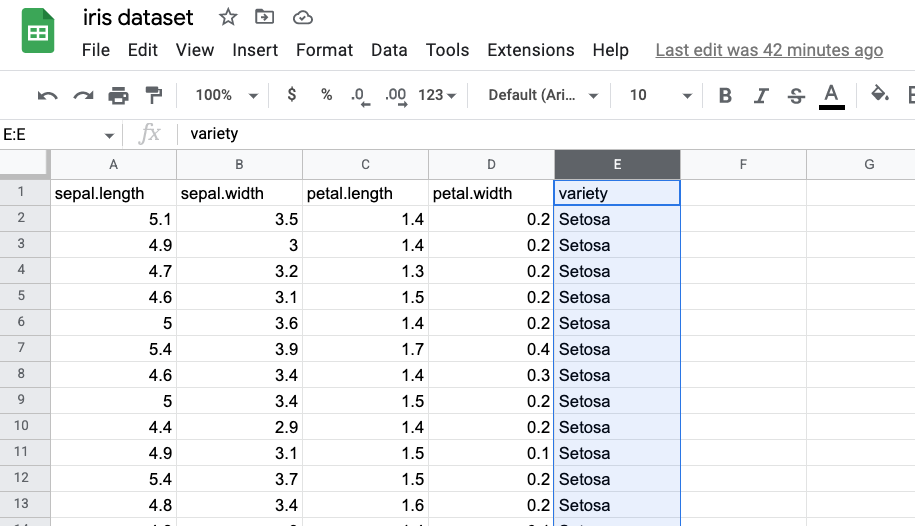 iris dataset
File Edit View Insert Format Data Tools Extensions Help Last edit was 42 minutes ago
100% $ % .0 .00 123 Default (Ari... 10 B I S A
E:E fx variety
A B C D E F G
1 sepal.length sepal.width petal.length petal.width variety
2 5.1 3.5 1.4 0.2 Setosa
3 4.9 3 1.4 0.2 Setosa
4 4.7 3.2 1.3 0.2 Setosa
5 4.6 3.1 1.5 0.2 Setosa
6 5 3.6 1.4 0.2 Setosa
7 5.4 3.9 1.7 0.4 Setosa
8 4.6 3.4 1.4 0.3 Setosa
9 5 3.4 1.5 0.2 Setosa
10 4.4 2.9 1.4 0.2 Setosa
11 4.9 3.1 1.5 0.1 Setosa
12 5.4 3.7 1.5 0.2 Setosa
13 4.8 3.4 1.6 0.2 Setosa